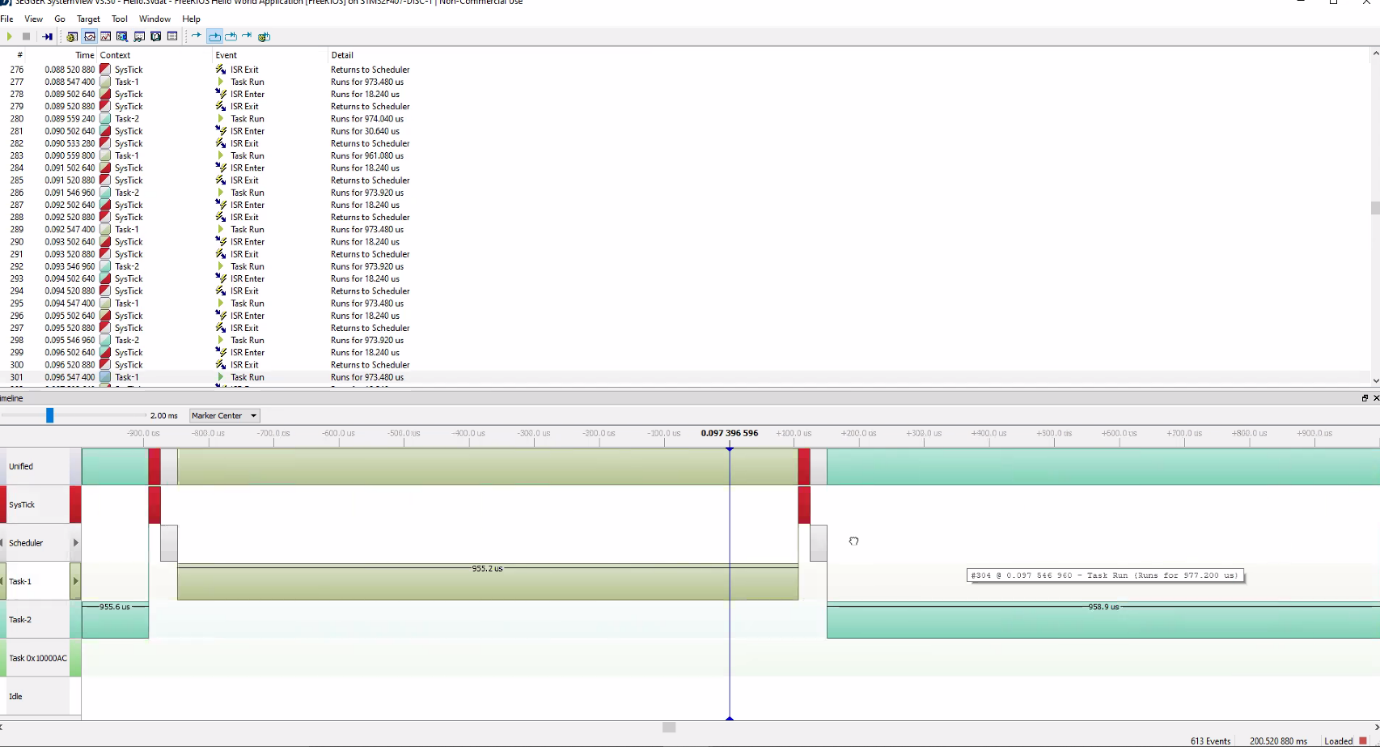 SEGGER SystemView V3.30 - Hello.SVdat - FreeRTOS Hello World Application (FreeRTOS) on STM32F407-DISC-1 | Non-Commercial Use
File View Go Target Tool Window Help
# Time Context Event Detail
276 0.088 520 880 SysTick ISR Exit Returns to Scheduler
277 0.088 547 400 Task-1 Task Run Runs for 973.480 us
278 0.089 502 640 SysTick ISR Enter Runs for 18.240 us
279 0.089 520 880 SysTick ISR Exit Returns to Scheduler
280 0.089 559 240 Task-2 Task Run Runs for 974.040 us
281 0.090 502 640 SysTick ISR Enter Runs for 30.640 us
282 0.090 533 280 SysTick ISR Exit Returns to Scheduler
283 0.090 559 800 Task-1 Task Run Runs for 961.080 us
284 0.091 502 640 SysTick ISR Enter Runs for 18.240 us
285 0.091 520 880 SysTick ISR Exit Returns to Scheduler
286 0.091 546 960 Task-2 Task Run Runs for 973.920 us
287 0.092 502 640 SysTick ISR Enter Runs for 18.240 us
288 0.092 520 880 SysTick ISR Exit Returns to Scheduler
289 0.092 547 400 Task-1 Task Run Runs for 973.480 us
290 0.093 502 640 SysTick ISR Enter Runs for 18.240 us
291 0.093 520 880 SysTick ISR Exit Returns to Scheduler
292 0.093 546 960 Task-2 Task Run Runs for 973.920 us
293 0.094 502 640 SysTick ISR Enter Runs for 18.240 us
294 0.094 520 880 SysTick ISR Exit Returns to Scheduler
295 0.094 547 400 Task-1 Task Run Runs for 973.480 us
296 0.095 502 640 SysTick ISR Enter Runs for 18.240 us
297 0.095 520 880 SysTick ISR Exit Returns to Scheduler
298 0.095 546 960 Task-2 Task Run Runs for 973.920 us
299 0.096 502 640 SysTick ISR Enter Runs for 18.240 us
300 0.096 520 880 SysTick ISR Exit Returns to Scheduler
301 0.096 547 400 Task-1 Task Run Runs for 973.480 us
imeline
2.00 ms Marker Center
-900.0 us -800.0 us -700.0 us -600.0 us -500.0 us -400.0 us -300.0 us -200.0 us -100.0 us 0.097 396 596 +100.0 us +200.0 us +300.0 us +400.0 us +500.0 us +600.0 us +700.0 us +800.0 us +900.0 us
Unified
SysTick
Scheduler
Task-1 955.2 us
#304 @ 0.097 546 960 - Task Run (Runs for 977.200 us)
Task-2 955.6 us 958.9 us
Task 0x10000AC
Idle
613 Events 200.520 880 ms Loaded